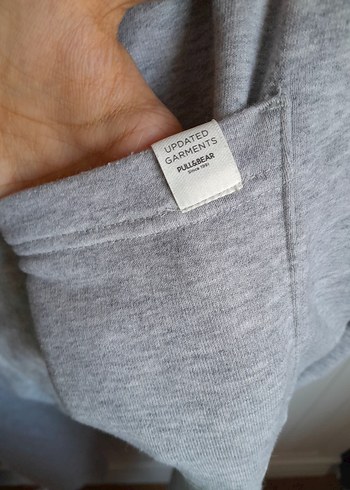 UPDATED
GARMENTS
PULL&BEAR
Since 1991